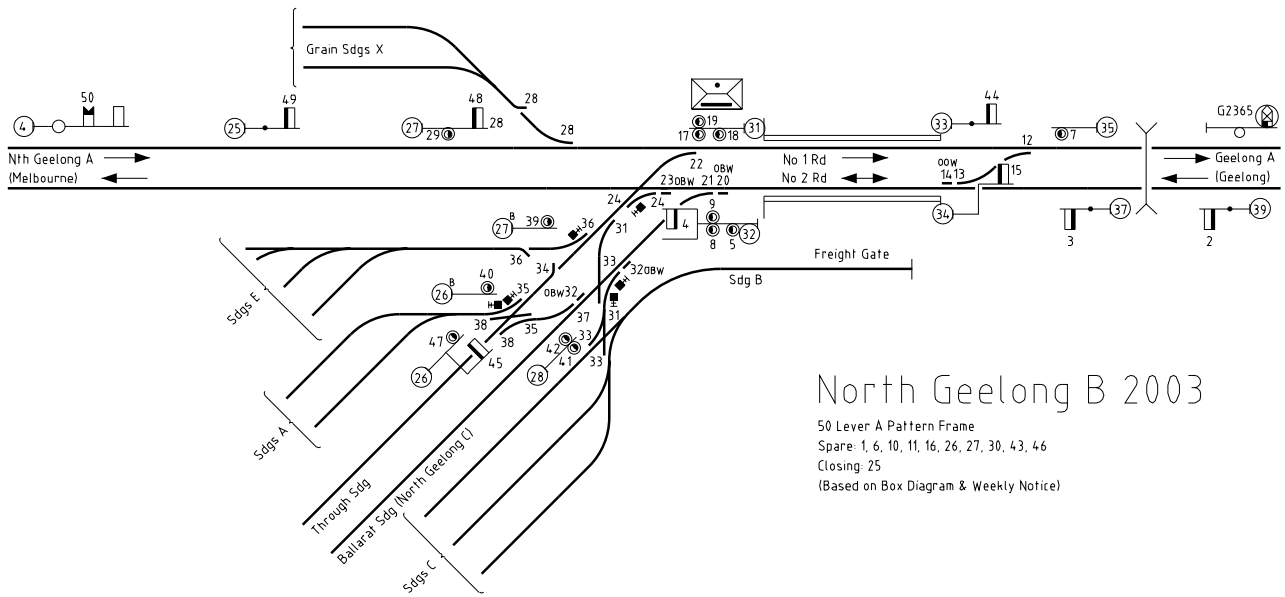 Grain Sdgs X
50
49
48
44
G2365
4
25
27
29
28
28
28
17
19
18
31
33
7
35
12
Nth Geelong A
(Melbourne)
No 1 Rd
No 2 Rd
OOW
14 13
15
Geelong A
(Geelong)
22
23 OBW
OBW
21 20
24
24
4
9
8
5
32
34
3
37
2
39
B
27
39
36
36
31
33
34
32 OBW
Freight Gate
Sdg B
B
26
40
35
OBW 32
31
38
35
37
38
33
33
47
45
26
42
41
28
Sdgs E
Sdgs A
Through Sdg
Ballarat Sdg (North Geelong C)
Sdgs C
North Geelong B 2003
50 Lever A Pattern Frame
Spare: 1, 6, 10, 11, 16, 26, 27, 30, 43, 46
Closing: 25
(Based on Box Diagram & Weekly Notice)